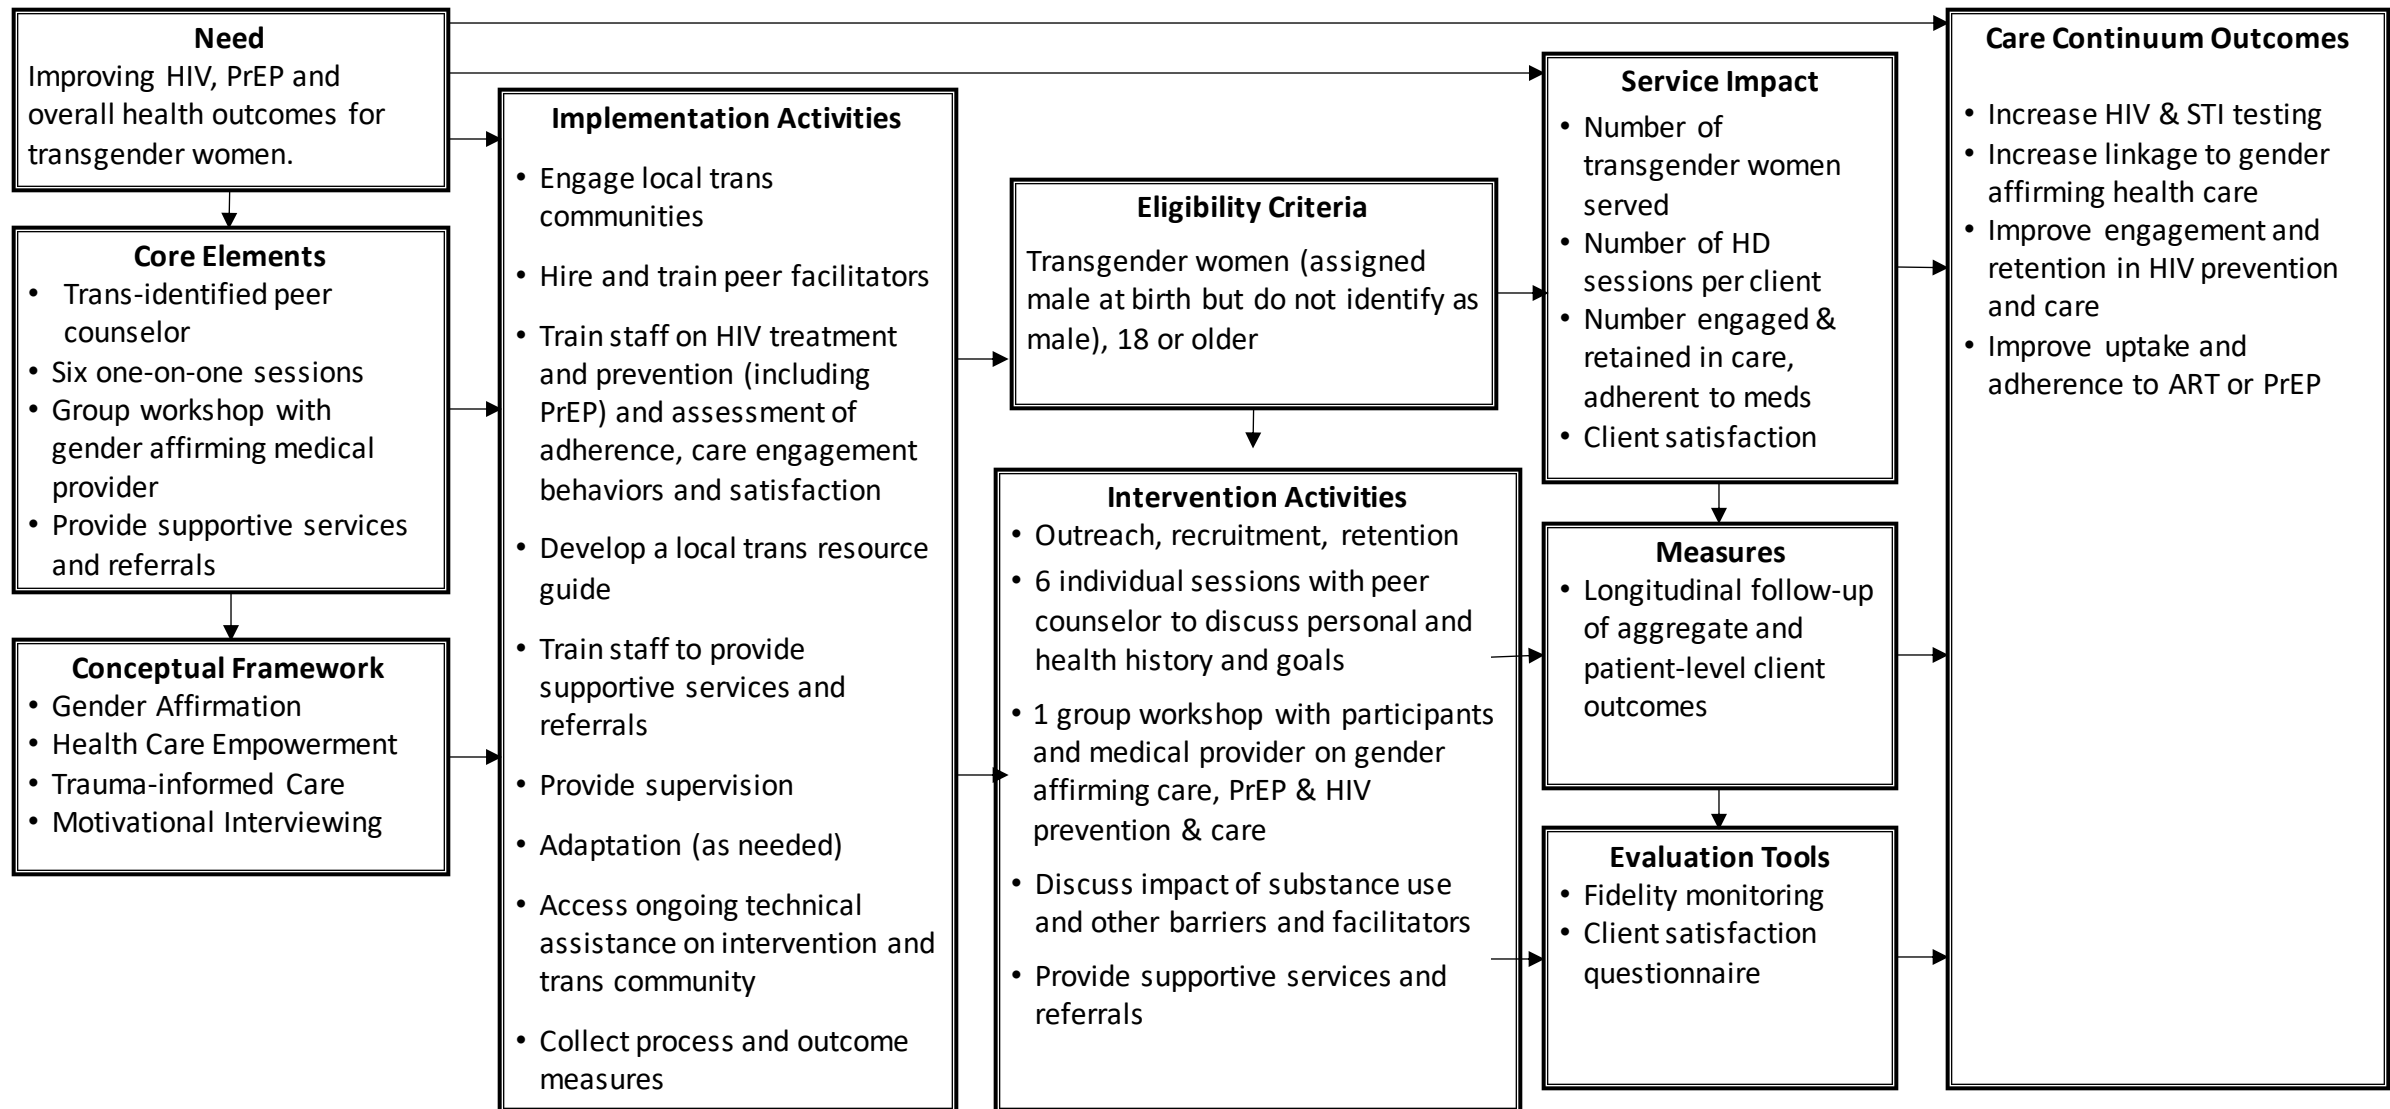 Need
Improving HIV, PrEP and
overall health outcomes for
transgender women.
Core Elements
• Trans-identified peer
counselor
• Six one-on-one sessions
• Group workshop with
gender affirming medical
provider
• Provide supportive services
and referrals
Conceptual Framework
• Gender Affirmation
• Health Care Empowerment
• Trauma-informed Care
• Motivational Interviewing
Implementation Activities
• Engage local trans
communities
• Hire and train peer facilitators
• Train staff on HIV treatment
and prevention (including
PrEP) and assessment of
adherence, care engagement
behaviors and satisfaction
• Develop a local trans resource
guide
• Train staff to provide
supportive services and
referrals
• Provide supervision
• Adaptation (as needed)
• Access ongoing technical
assistance on intervention and
trans community
• Collect process and outcome
measures
Eligibility Criteria
Transgender women (assigned
male at birth but do not identify as
male), 18 or older
Intervention Activities
• Outreach, recruitment, retention
• 6 individual sessions with peer
counselor to discuss personal and
health history and goals
• 1 group workshop with participants
and medical provider on gender
affirming care, PrEP & HIV
prevention & care
• Discuss impact of substance use
and other barriers and facilitators
• Provide supportive services and
referrals
Service Impact
• Number of
transgender women
served
• Number of HD
sessions per client
• Number engaged &
retained in care,
adherent to meds
• Client satisfaction
Measures
• Longitudinal follow-up
of aggregate and
patient-level client
outcomes
Evaluation Tools
• Fidelity monitoring
• Client satisfaction
questionnaire
Care Continuum Outcomes
• Increase HIV & STI testing
• Increase linkage to gender
affirming health care
• Improve engagement and
retention in HIV prevention
and care
• Improve uptake and
adherence to ART or PrEP